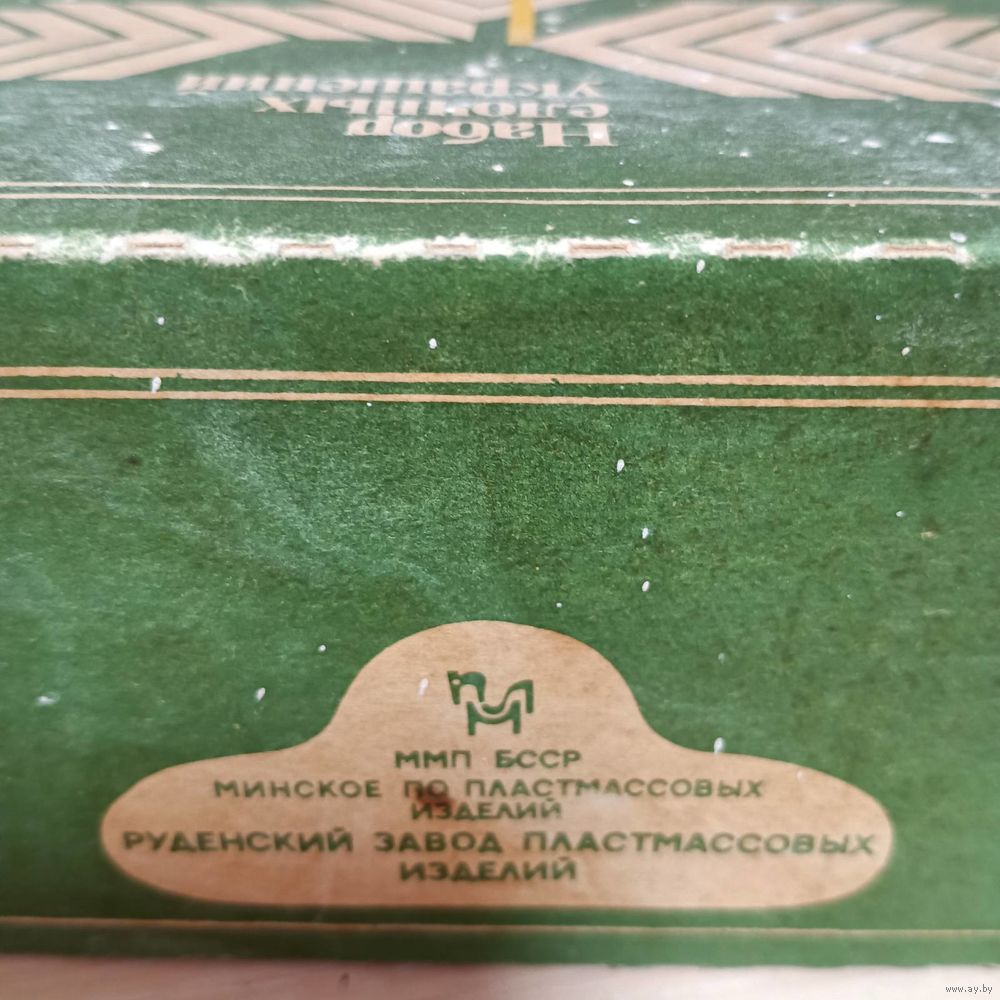 Набор
елочных
украшений
ММП БССР
МИНСКОЕ ПО ПЛАСТМАССОВЫХ
ИЗДЕЛИЙ
РУДЕНСКИЙ ЗАВОД ПЛАСТМАССОВЫХ
ИЗДЕЛИЙ
www.ay.by